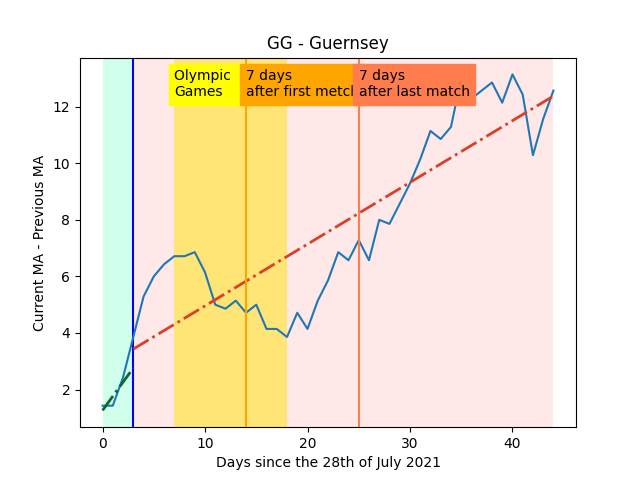 GG - Guernsey
Olympic
Games
7 days
after first
7 days
after last match
Current MA - Previous MA
12
10
8
6
4
2
0
10
20
30
40
Days since the 28th of July 2021